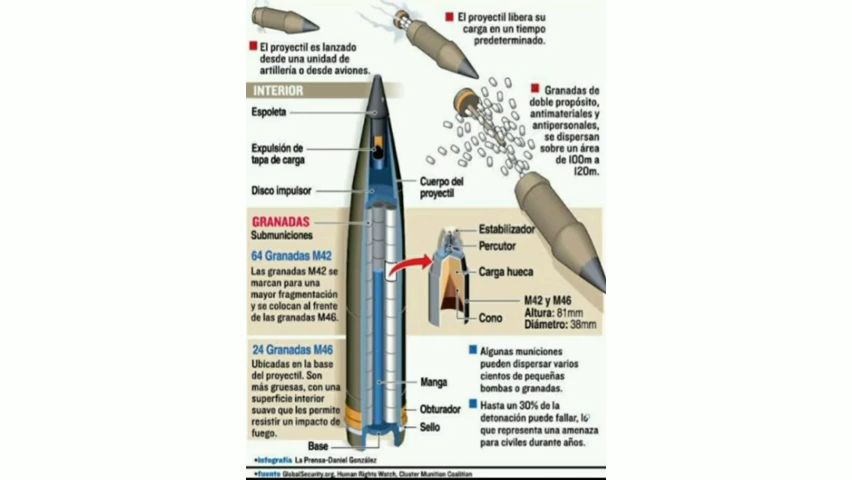 El proyectil es lanzado
desde una unidad de
artillería o desde aviones.
El proyectil libera su
carga en un tiempo
predeterminado.
Granadas de
doble propósito,
antimateriales y
antipersonales,
se dispersan
sobre un área
de 100m a
120m.
INTERIOR
Espoleta
Expulsión de
tapa de carga
Disco impulsor
Cuerpo del
proyectil
GRANADAS
Submuniciones
64 Granadas M42
Las granadas M42 se
marcan para una
mayor fragmentación
y se colocan al frente
de las granadas M46.
Estabilizador
Percutor
Carga hueca
Cono
M42 y M46
Altura: 81mm
Diámetro: 38mm
24 Granadas M46
Ubicadas en la base
del proyectil. Son
más gruesas, con una
superficie interior
suave que les permite
resistir un impacto de
fuego.
Manga
Obturador
Sello
Base
Algunas municiones
pueden dispersar varios
cientos de pequeñas
bombas o granadas.
Hasta un 30% de la
detonación puede fallar, lo
que representa una amenaza
para civiles durante años.
•Infografía La Prensa-Daniel González
•fuente GlobalSecurity.org, Human Rights Watch, Cluster Munition Coalition